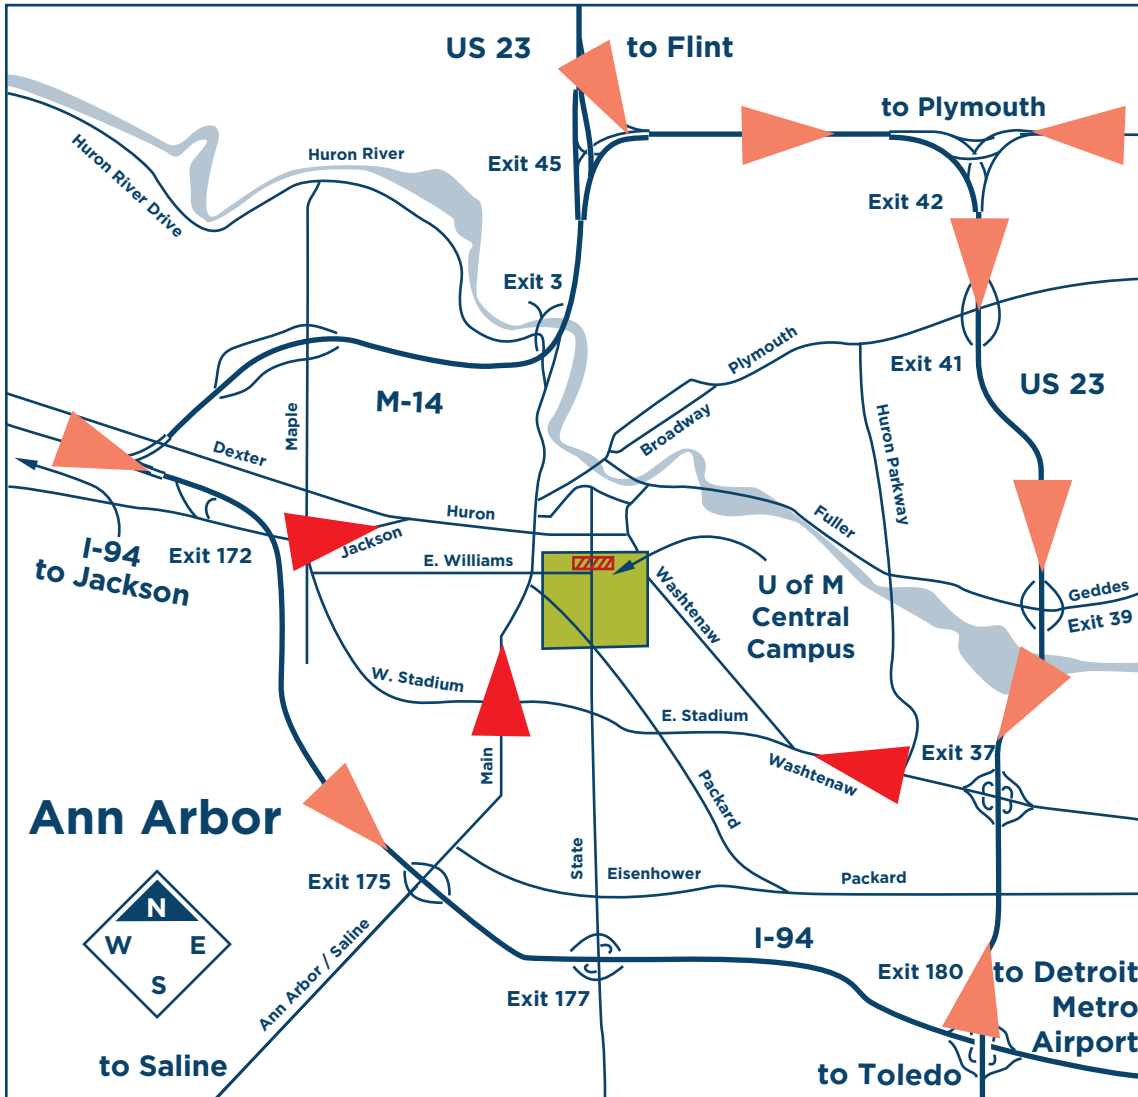 US 23
to Flint
to Plymouth
Huron River
Exit 45
Huron River Drive
Exit 42
Exit 3
Plymouth
Exit 41
US 23
M-14
Maple
Broadway
Huron Parkway
Dexter
Huron
Fuller
Jackson
I-94
to Jackson
Exit 172
E. Williams
Washtenaw
U of M
Central
Campus
Geddes
Exit 39
W. Stadium
E. Stadium
Exit 37
Main
Washtenaw
Packard
Ann Arbor
State
Exit 175
Eisenhower
Packard
N
W E
S
Ann Arbor / Saline
I-94
Exit 177
Exit 180
to Detroit
Metro
Airport
to Saline
to Toledo